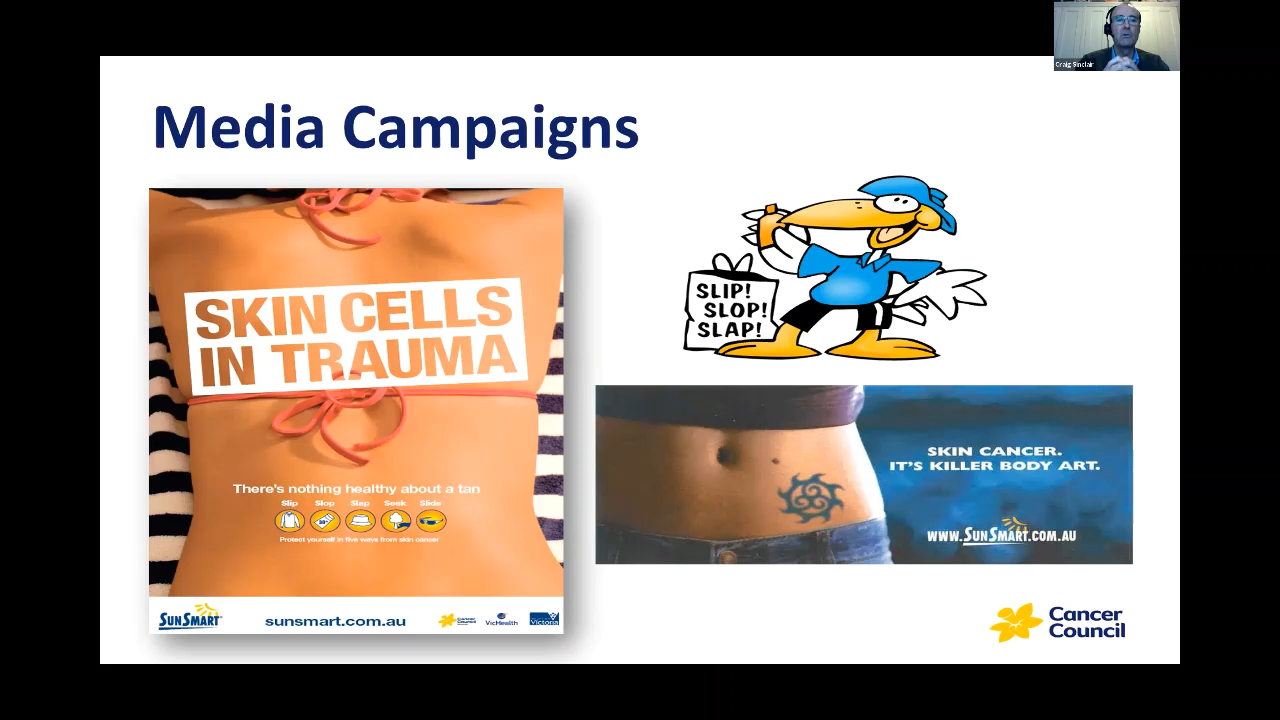 Craig Sinclair
Media Campaigns
SKIN CELLS
IN TRAUMA
There's nothing healthy about a tan
Slip Slop Slap Seek Slide
Protect yourself in five ways from skin cancer
SUNSMART
sunsmart.com.au
Cancer
Council
VicHealth
Victoria
SLIP!
SLOP!
SLAP!
SKIN CANCER.
IT'S KILLER BODY ART.
WWW.SUNSMART.COM.AU
Cancer
Council